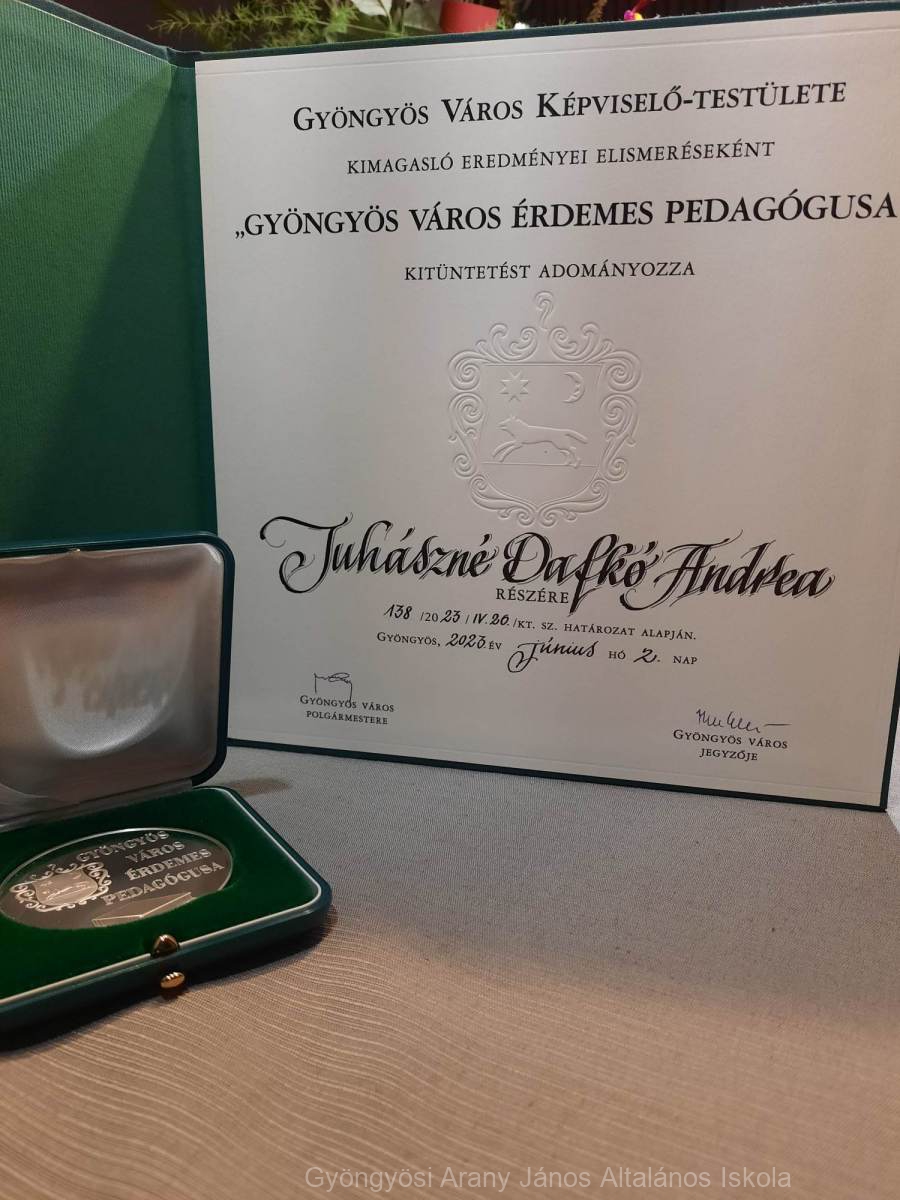 GYÖNGYÖS VÁROS KÉPVISELŐ-TESTÜLETE
KIMAGASLÓ EREDMÉNYEI ELISMERÉSEKÉNT
„GYÖNGYÖS VÁROS ÉRDEMES PEDAGÓGUSA
KITÜNTETÉST ADOMÁNYOZZA
Juhászné Dafkó Andrea
RÉSZÉRE
138 /2023/ IV.20./KT. SZ. HATÁROZAT ALAPJÁN.
GYÖNGYÖS, 2023. ÉV június HÓ 2. NAP
GYÖNGYÖS VÁROS
POLGÁRMESTERE
GYÖNGYÖS VÁROS
JEGYZŐJE
GYÖNGYÖS
VÁROS
ÉRDEMES
PEDAGÓGUSA
Gyöngyösi Arany János Altalános Iskola